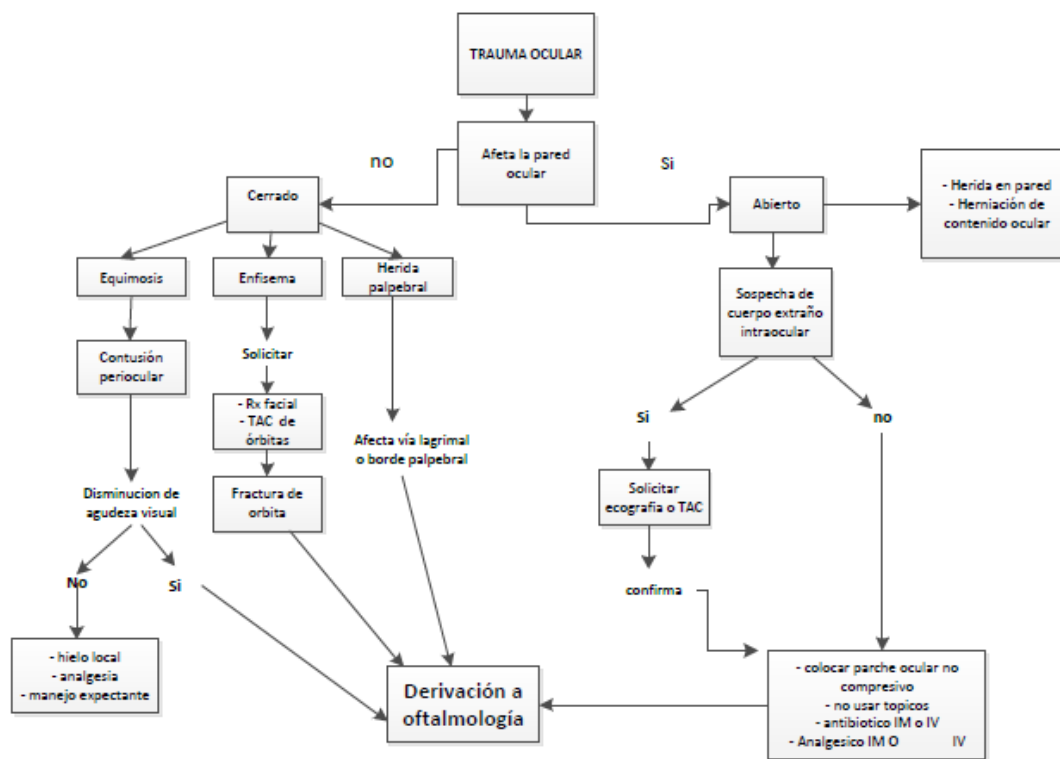 TRAUMA OCULAR
Afeta la pared
ocular
no
Si
Cerrado
Abierto
- Herida en pared
- Herniación de
contenido ocular
Equimosis
Enfisema
Herida
palpebral
Sospecha de
cuerpo extraño
intraocular
Contusión
periocular
Solicitar
- Rx facial
- TAC de
órbitas
Afecta vía lagrimal
o borde palpebral
Si
no
Disminucion de
agudeza visual
Fractura de
orbita
Solicitar
ecografia o TAC
No
Si
confirma
- hielo local
- analgesia
- manejo expectante
Derivación a
oftalmología
- colocar parche ocular no
compresivo
- no usar topicos
- antibiotico IM o IV
- Analgesico IM O IV